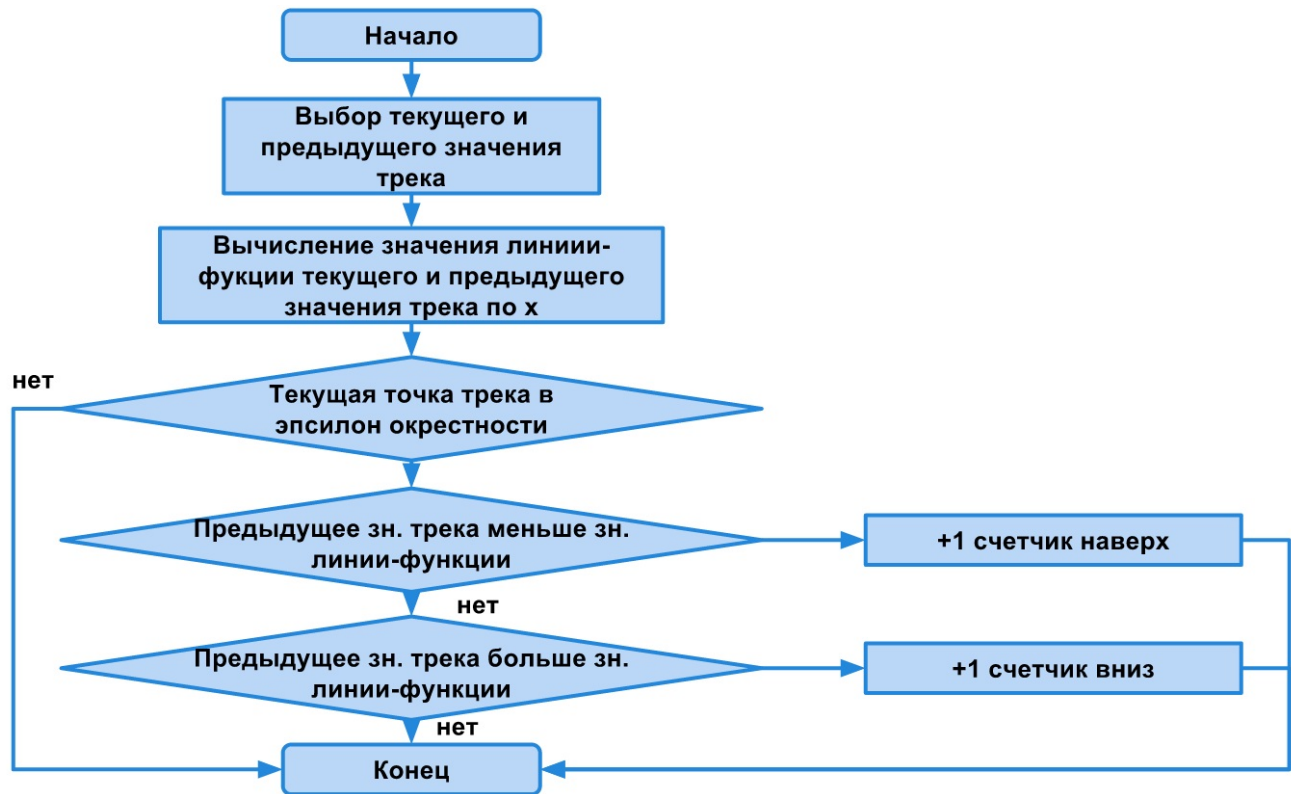 Начало
Выбор текущего и
предыдущего значения
трека
Вычисление значения линиии-
фукции текущего и предыдущего
значения трека по x
нет
Текущая точка трека в
эпсилон окрестности
Предыдущее зн. трека меньше зн.
линии-функции
+1 счетчик наверх
нет
Предыдущее зн. трека больше зн.
линии-функции
+1 счетчик вниз
нет
Конец